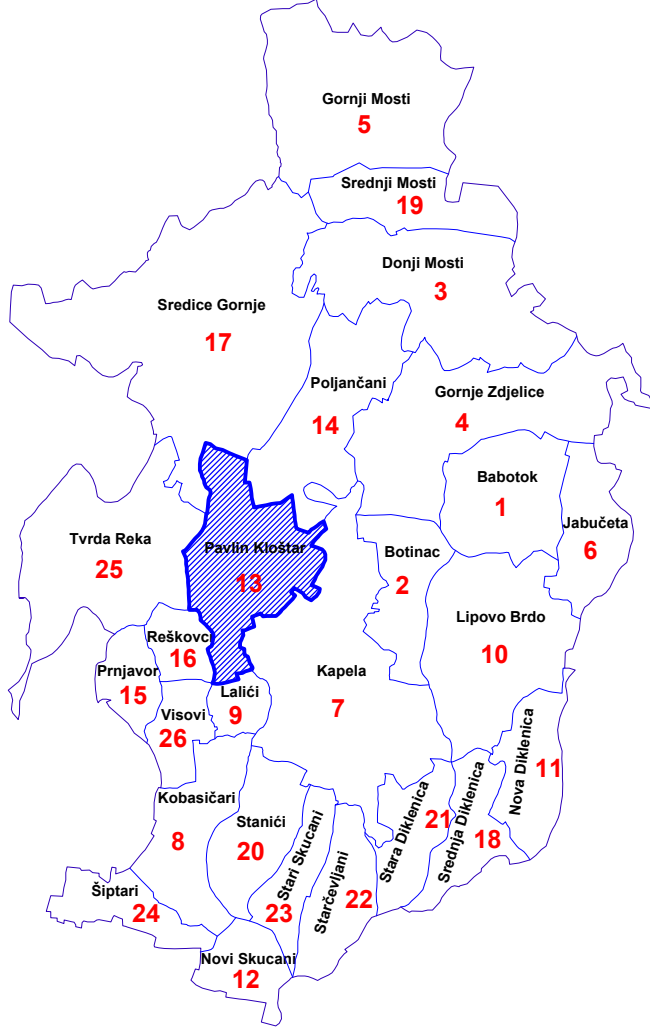 Gornji Mosti
5
Srednji Mosti
19
Donji Mosti
3
Sredice Gornje
17
Poljančani
14
Gornje Zdjelice
4
Babotok
1
Jabučeta
6
Tvrda Reka
25
Pavlin Kloštar
13
Botinac
2
Lipovo Brdo
10
Reškovci
16
Prnjavor
15
Kapela
7
Lalići
9
Visovi
26
Nova Diklenica
11
Kobasičari
8
Stanići
20
Stari Skucani
23
Starčevljani
22
Stara Diklenica
21
Srednja Diklenica
18
Šiptari
24
Novi Skucani
12